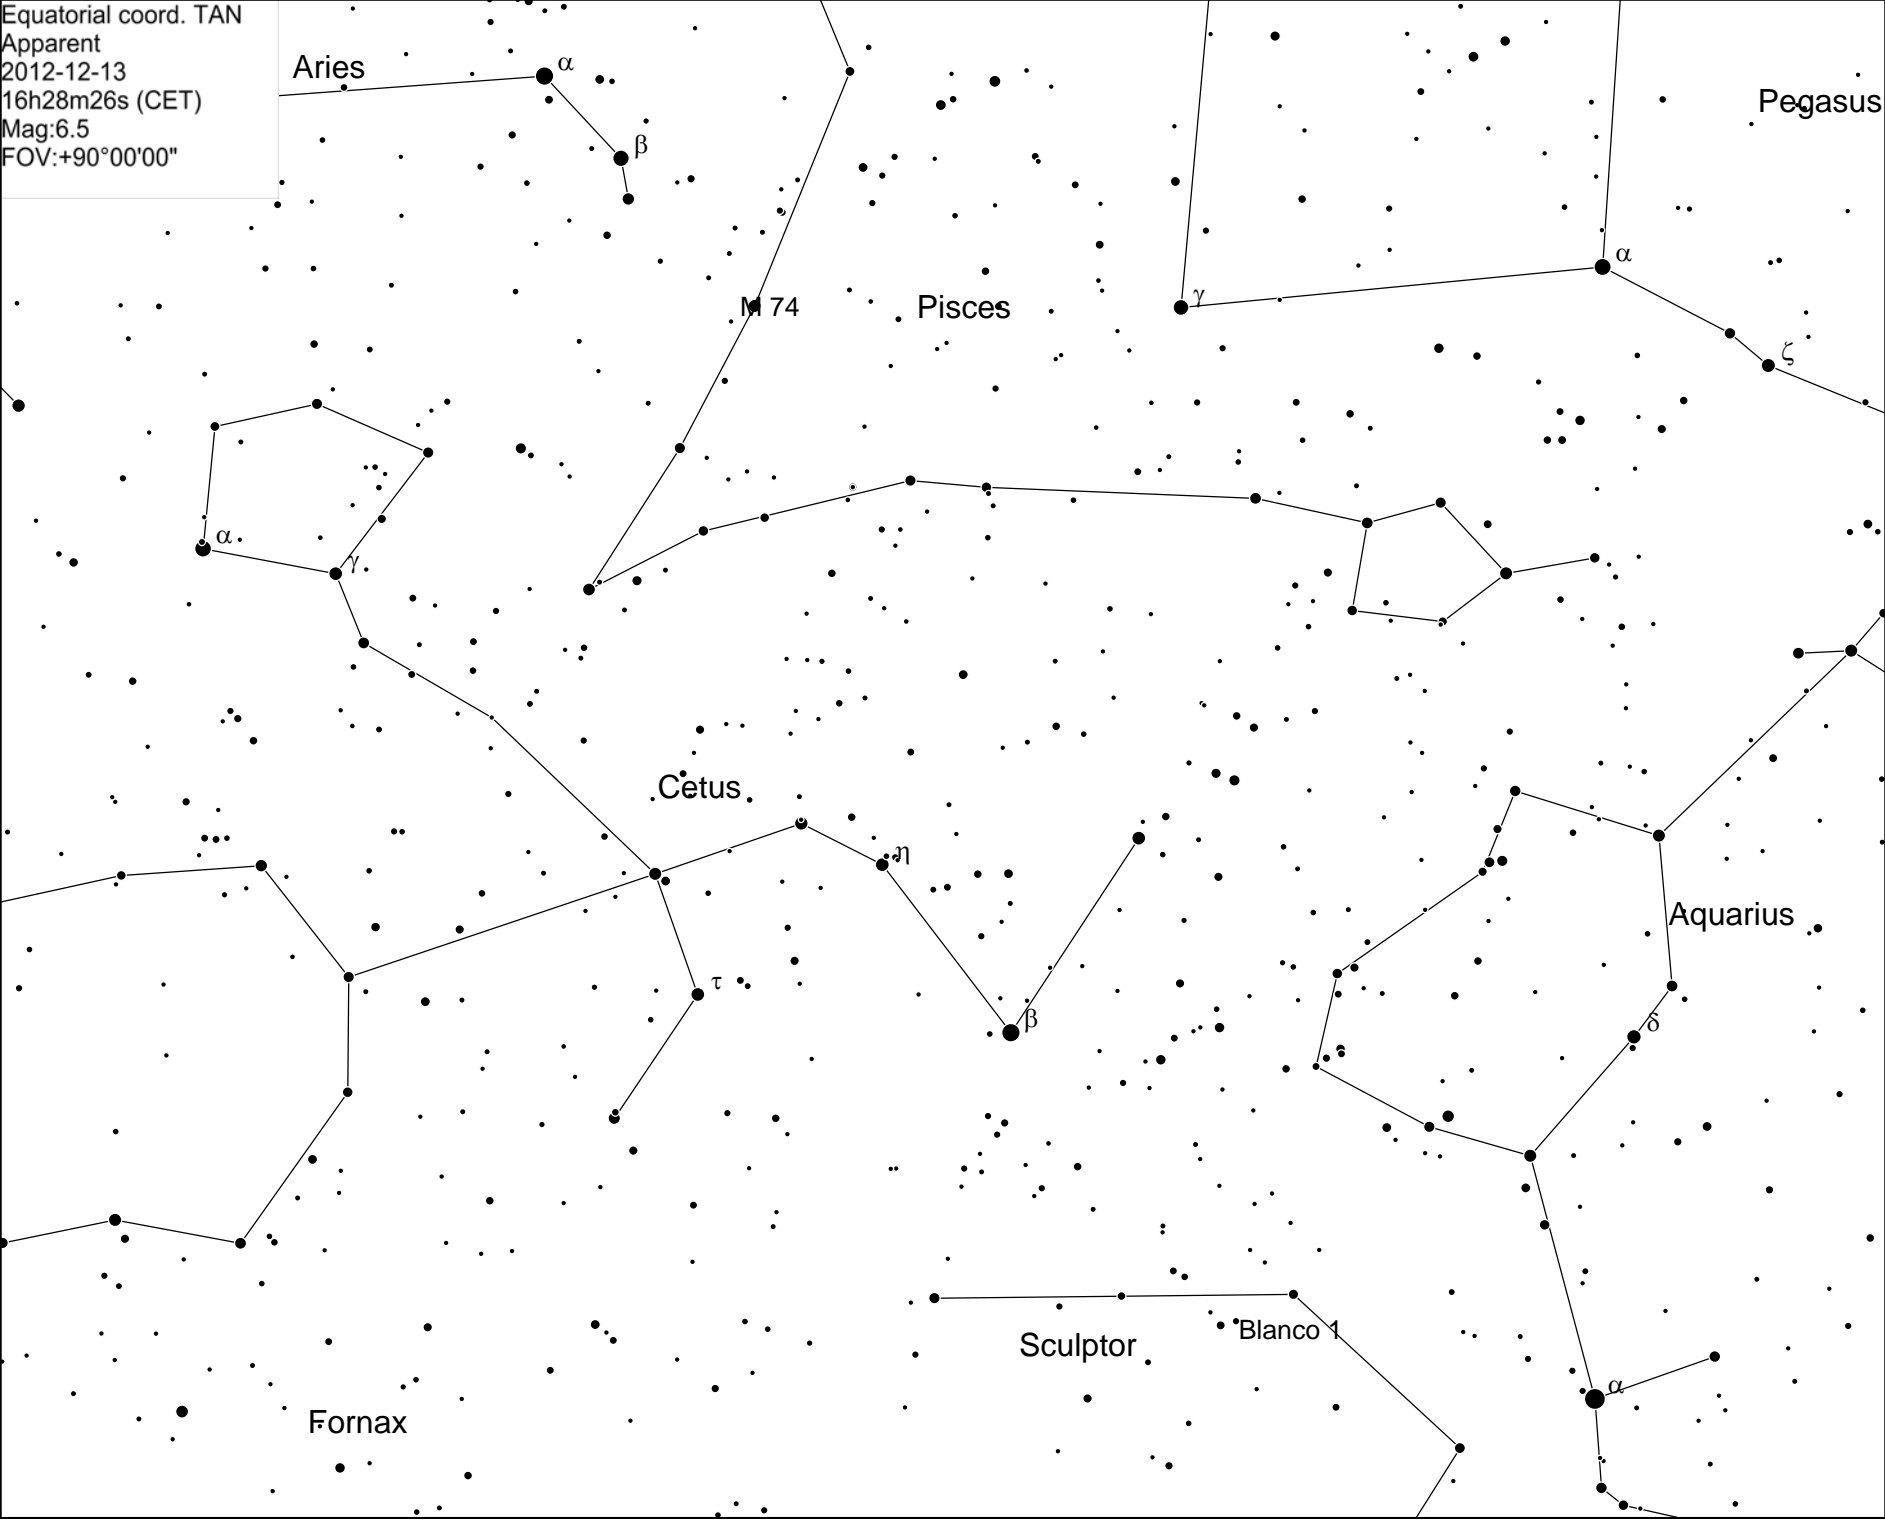 Equatorial coord. TAN
Apparent
2012-12-13
16h28m26s (CET)
Mag:6.5
FOV:+90°00'00"
Aries
α
β
Pegasus
α
M 74
Pisces
γ
ζ
α
γ
Cetus
η
Aquarius
τ
β
δ
Sculptor
Blanco 1
α
Fornax